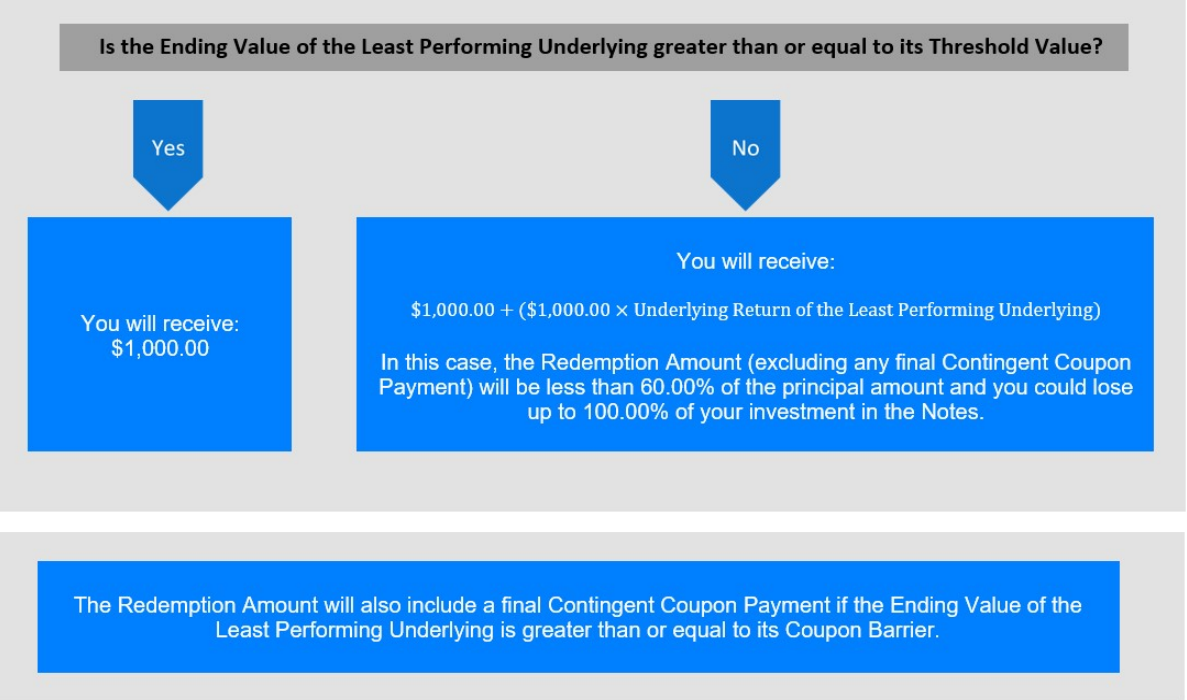 Is the Ending Value of the Least Performing Underlying greater than or equal to its Threshold Value?
Yes
No
You will receive:
$1,000.00
You will receive:
$1,000.00 + ($1,000.00 × Underlying Return of the Least Performing Underlying)
In this case, the Redemption Amount (excluding any final Contingent Coupon
Payment) will be less than 60.00% of the principal amount and you could lose
up to 100.00% of your investment in the Notes.
The Redemption Amount will also include a final Contingent Coupon Payment if the Ending Value of the
Least Performing Underlying is greater than or equal to its Coupon Barrier.